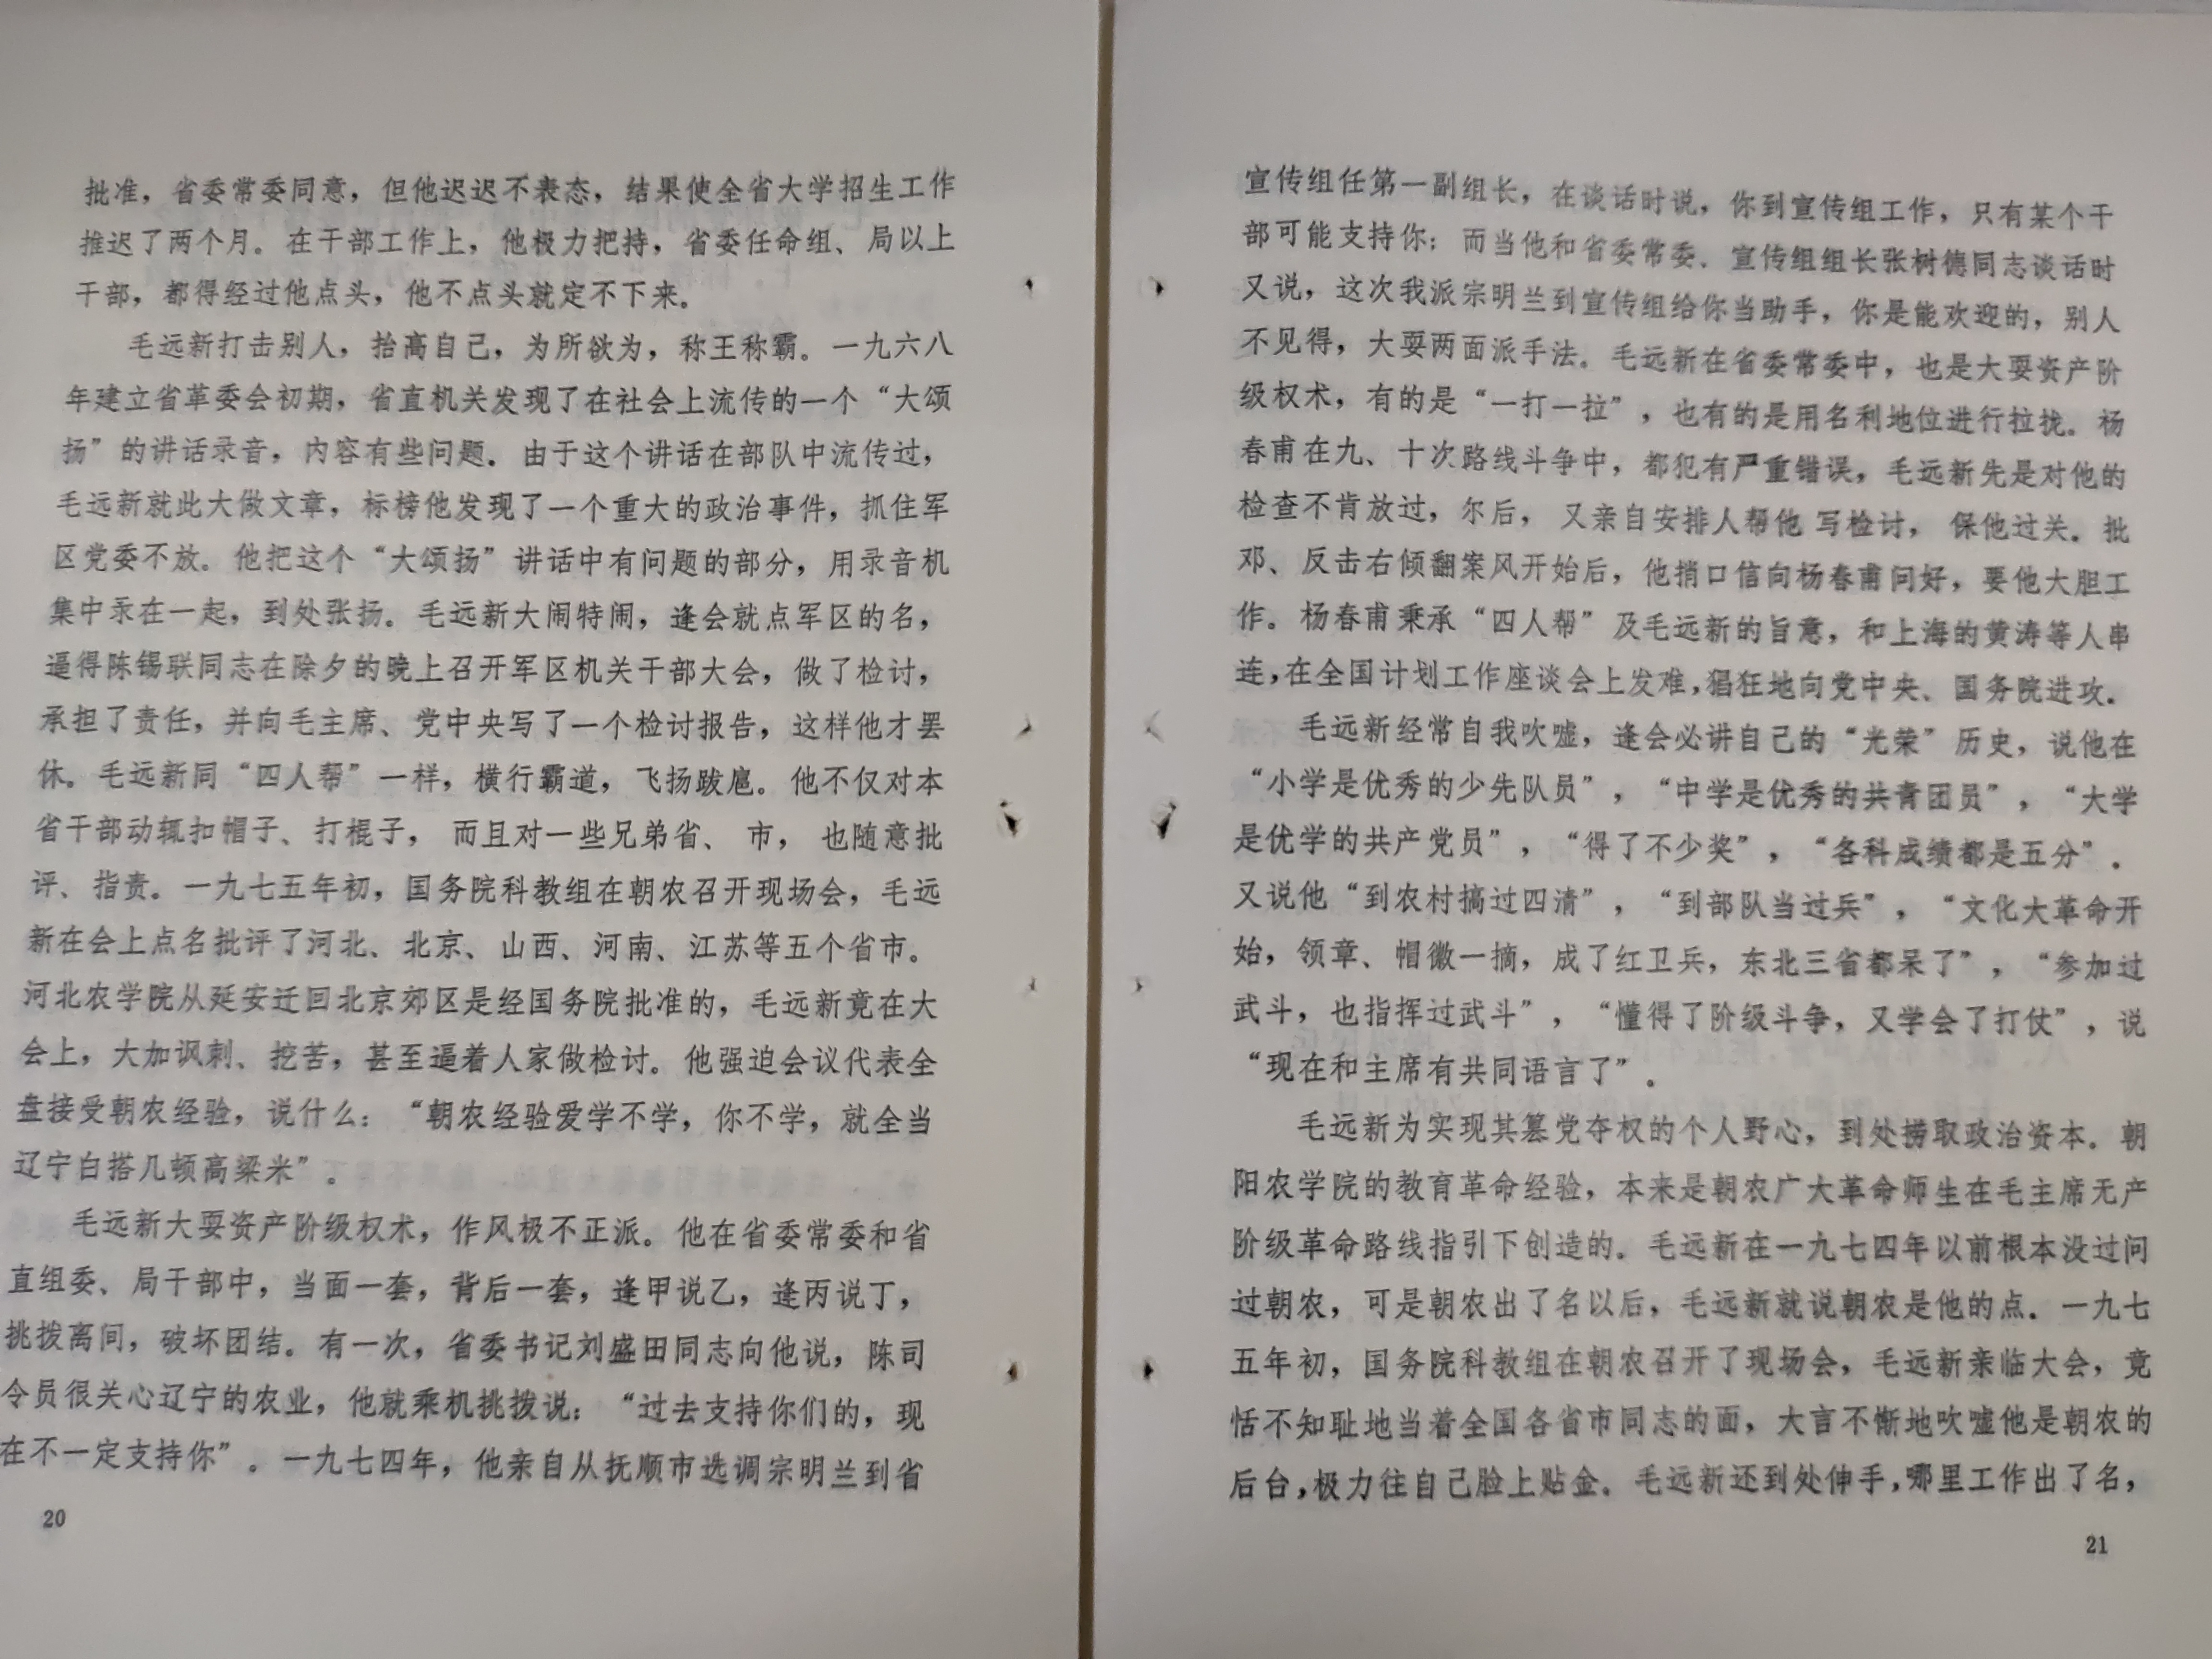 批准，省委常委同意，但他迟迟不表态，结果使全省大学招生工作
推迟了两个月。在干部工作上，他极力把持，省委任命组、局以上
干部，都得经过他点头，他不点头就定不下来。
毛远新打击别人，抬高自己，为所欲为，称王称霸。一九六八
年建立省革委会初期，省直机关发现了在社会上流传的一个“大颂
扬”的讲话录音，内容有些问题。由于这个讲话在部队中流传过，
毛远新就此大做文章，标榜他发现了一个重大的政治事件，抓住军
区党委不放。他把这个“大颂扬”讲话中有问题的部分，用录音机
集中录在一起，到处张扬。毛远新大闹特闹，逢会就点军区的名，
逼得陈锡联同志在除夕的晚上召开军区机关干部大会，做了检讨，
承担了责任，并向毛主席、党中央写了一个检讨报告，这样他才罢
休。毛远新同“四人帮”一样，横行霸道，飞扬跋扈。他不仅对本
省干部动辄扣帽子、打棍子，而且对一些兄弟省、市，也随意批
评、指责。一九七五年初，国务院科教组在朝农召开现场会，毛远
新在会上点名批评了河北、北京、山西、河南、江苏等五个省市。
河北农学院从延安迁回北京郊区是经国务院批准的，毛远新竟在大
会上，大加讽刺、挖苦，甚至逼着人家做检讨。他强迫会议代表全
盘接受朝农经验，说什么：“朝农经验爱学不学，你不学，就全当
辽宁白搭几顿高粱米”。
毛远新大耍资产阶级权术，作风极不正派。他在省委常委和省
直组委、局干部中，当面一套，背后一套，逢甲说乙，逢丙说丁，
挑拨离间，破坏团结。有一次，省委书记刘盛田同志向他说，陈司
令员很关心辽宁的农业，他就乘机挑拨说：“过去支持你们的，现
在不一定支持你”。一九七四年，他亲自从抚顺市选调宗明兰到省
20
宣传组任第一副组长，在谈话时说，你到宣传组工作，只有某个干
部可能支持你；而当他和省委常委、宣传组组长张树德同志谈话时
又说，这次我派宗明兰到宣传组给你当助手，你是能欢迎的，别人
不见得，大耍两面派手法。毛远新在省委常委中，也是大耍资产阶
级权术，有的是“一打一拉”，也有的是用名利地位进行拉拢。杨
春甫在九、十次路线斗争中，都犯有严重错误，毛远新先是对他的
检查不肯放过，尔后，又亲自安排人帮他写检讨，保他过关。批
邓、反击右倾翻案风开始后，他捎口信向杨春甫问好，要他大胆工
作。杨春甫秉承“四人帮”及毛远新的旨意，和上海的黄涛等人串
连，在全国计划工作座谈会上发难，猖狂地向党中央、国务院进攻。
毛远新经常自我吹嘘，逢会必讲自己的“光荣”历史，说他在
“小学是优秀的少先队员”，“中学是优秀的共青团员”，“大学
是优学的共产党员”，“得了不少奖”，“各科成绩都是五分”。
又说他“到农村搞过四清”，“到部队当过兵”，“文化大革命开
始，领章、帽徽一摘，成了红卫兵，东北三省都呆了”，“参加过
武斗，也指挥过武斗”，“懂得了阶级斗争，又学会了打仗”，说
“现在和主席有共同语言了”。
毛远新为实现其篡党夺权的个人野心，到处捞取政治资本。朝
阳农学院的教育革命经验，本来是朝农广大革命师生在毛主席无产
阶级革命路线指引下创造的。毛远新在一九七四年以前根本没过问
过朝农，可是朝农出了名以后，毛远新就说朝农是他的点。一九七
五年初，国务院科教组在朝农召开了现场会，毛远新亲临大会，竟
恬不知耻地当着全国各省市同志的面，大言不惭地吹嘘他是朝农的
后台，极力往自己脸上贴金。毛远新还到处伸手，哪里工作出了名，
21